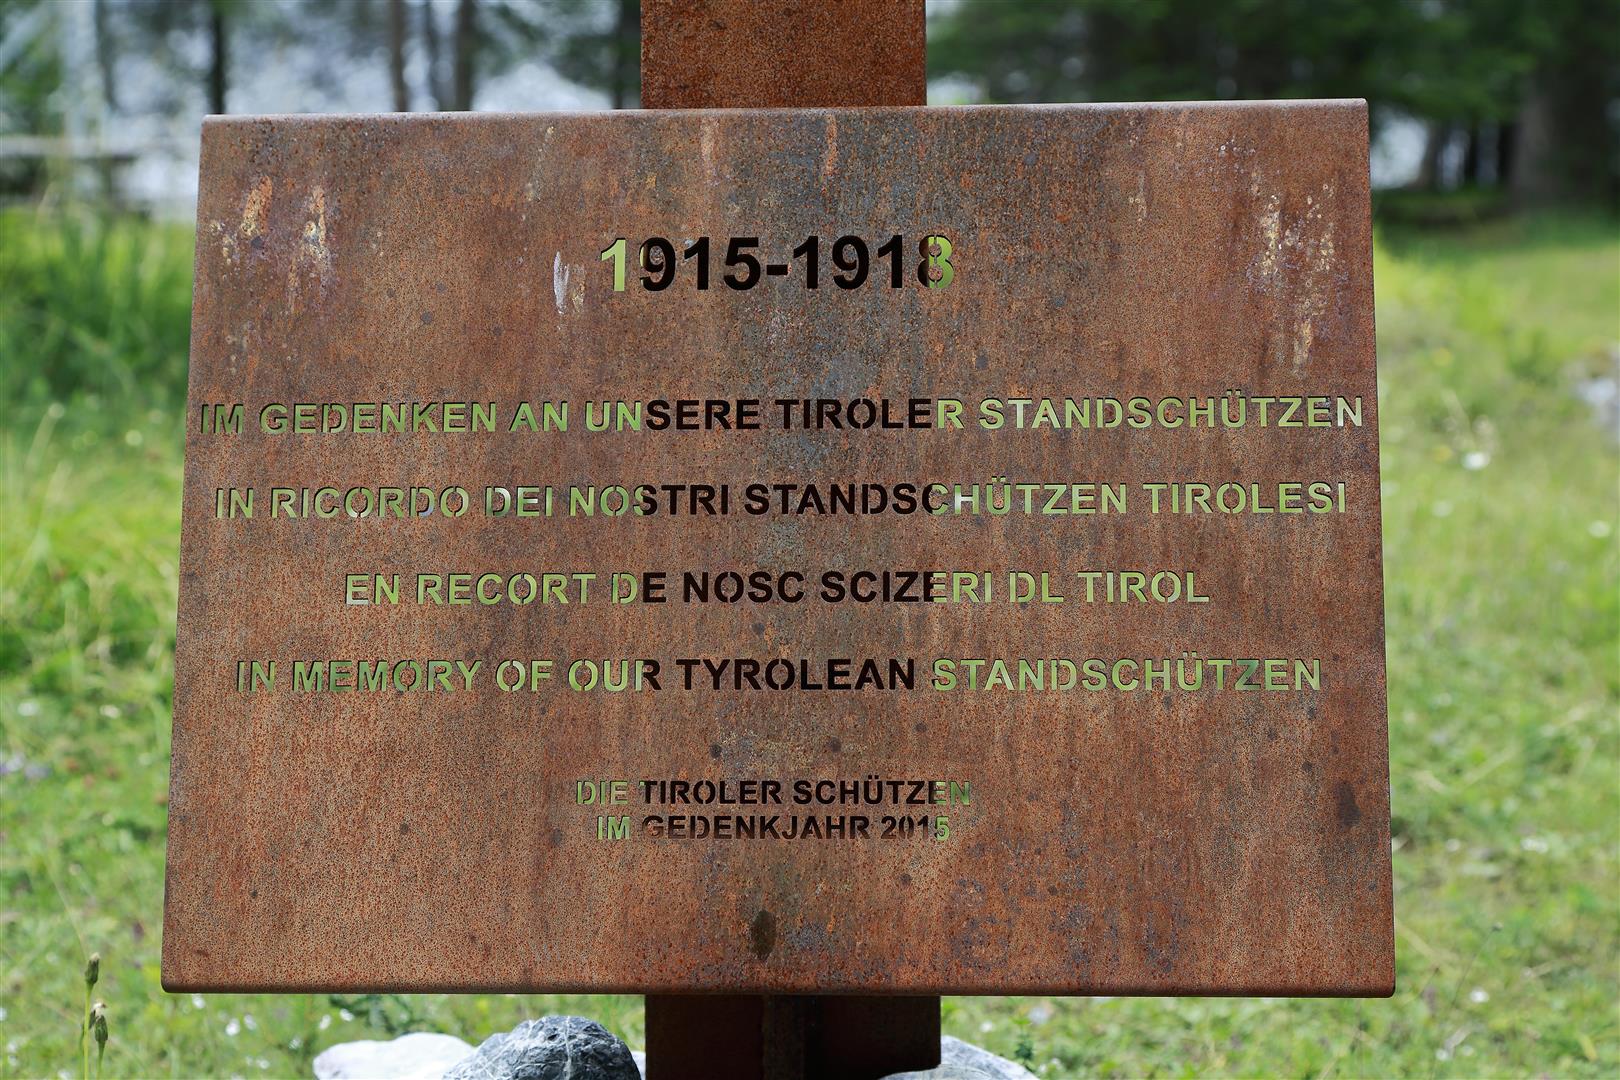 1915-1918
IM GEDENKEN AN UNSERE TIROLER STANDSCHÜTZEN
IN RICORDO DEI NOSTRI STANDSCHÜTZEN TIROLESI
EN RECORT DE NOSC SCIZERI DL TIROL
IN MEMORY OF OUR TYROLEAN STANDSCHÜTZEN
DIE TIROLER SCHÜTZEN
IM GEDENKJAHR 2015